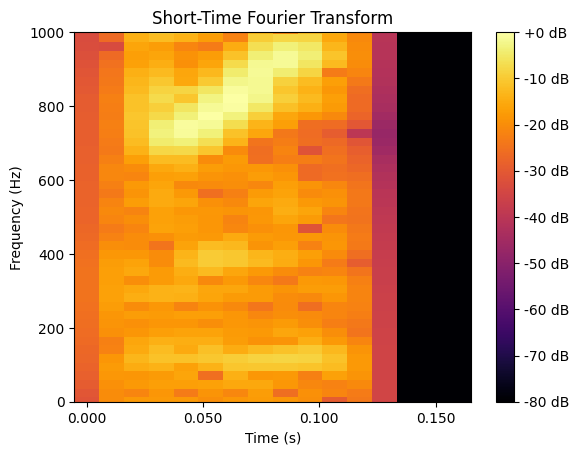 Short-Time Fourier Transform
1000
800
600
400
200
0
Frequency (Hz)
0.000
0.050
0.100
0.150
Time (s)
+0 dB
-10 dB
-20 dB
-30 dB
-40 dB
-50 dB
-60 dB
-70 dB
-80 dB